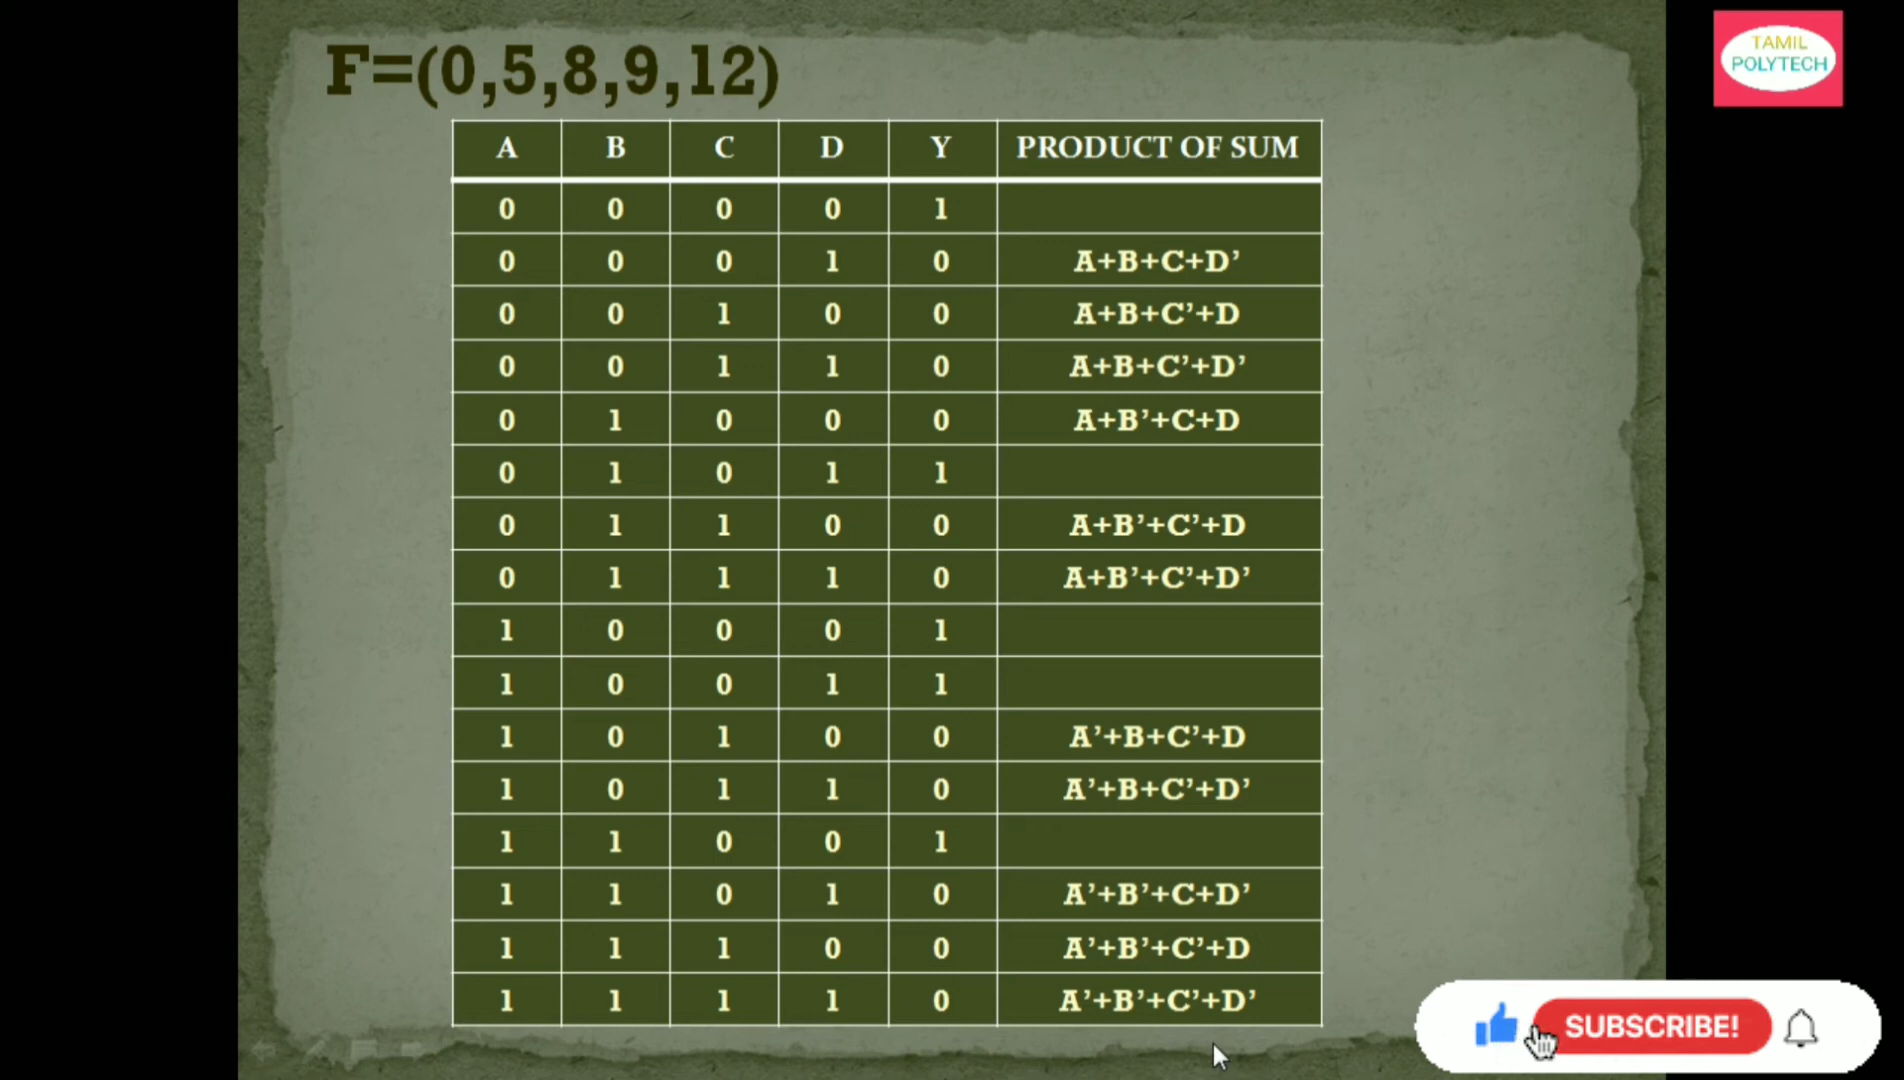 F=(0,5,8,9,12)
TAMIL
POLYTECH
A B C D Y PRODUCT OF SUM
0 0 0 0 1
0 0 0 1 0 A+B+C+D’
0 0 1 0 0 A+B+C’+D
0 0 1 1 0 A+B+C’+D’
0 1 0 0 0 A+B’+C+D
0 1 0 1 1
0 1 1 0 0 A+B’+C’+D
0 1 1 1 0 A+B’+C’+D’
1 0 0 0 1
1 0 0 1 1
1 0 1 0 0 A’+B+C’+D
1 0 1 1 0 A’+B+C’+D’
1 1 0 0 1
1 1 0 1 0 A’+B’+C+D’
1 1 1 0 0 A’+B’+C’+D
1 1 1 1 0 A’+B’+C’+D’
SUBSCRIBE!